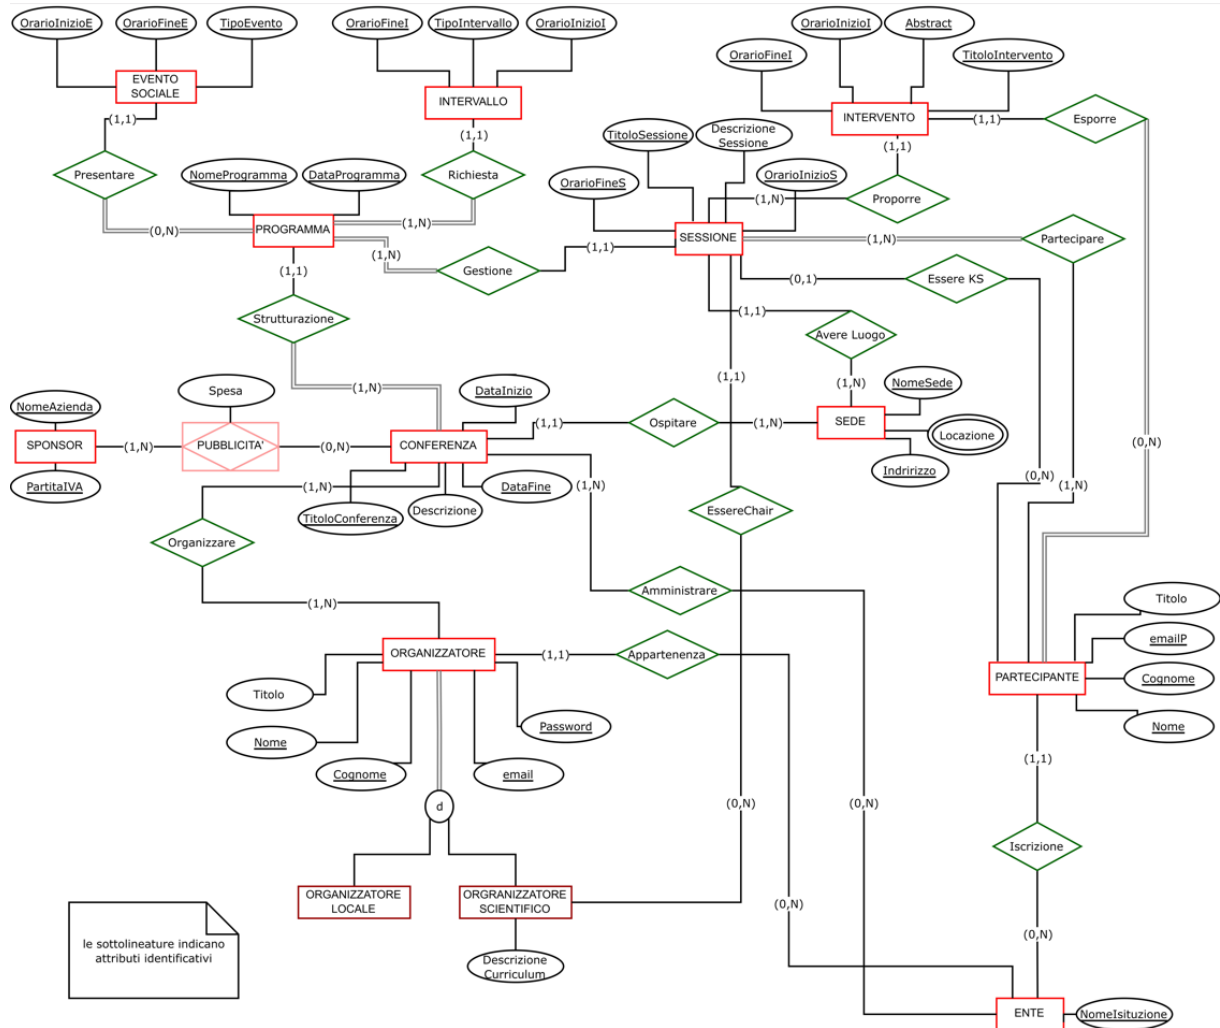 OrarioInizioE
OrarioFineE
TipoEvento
OrarioFineI
TipoIntervallo
OrarioInizioI
OrarioInizioI
Abstract
OrarioFineI
TitoloIntervento
EVENTO
SOCIALE
INTERVALLO
INTERVENTO
(1,1)
Esporre
(1,1)
(1,1)
(1,1)
TitoloSessione
Descrizione
Sessione
Presentare
NomeProgramma
DataProgramma
Richiesta
OrarioFineS
OrarioInizioS
(1,N)
Proporre
(0,N)
PROGRAMMA
(1,N)
SESSIONE
(1,N)
Partecipare
(1,N)
(1,1)
Gestione
(1,1)
(0,1)
Essere KS
Strutturazione
(1,1)
Avere Luogo
(1,N)
(1,1)
(1,N)
NomeSede
DataInizio
Spesa
NomeAzienda
SPONSOR
(1,N)
PUBBLICITA'
(0,N)
CONFERENZA
(1,1)
Ospitare
(1,N)
SEDE
Locazione
(0,N)
Indririzzo
PartitaIVA
(1,N)
DataFine
(1,N)
(0,N)
(1,N)
TitoloConferenza
Descrizione
EssereChair
Organizzare
(1,N)
(1,N)
Amministrare
Titolo
emailP
ORGANIZZATORE
(1,1)
Appartenenza
PARTECIPANTE
Cognome
Titolo
Nome
Password
Nome
Cognome
email
(1,1)
d
(0,N)
(0,N)
Iscrizione
ORGANIZZATORE
LOCALE
ORGRANIZZATORE
SCIENTIFICO
(0,N)
(0,N)
le sottolineature indicano
attributi identificativi
Descrizione
Curriculum
ENTE
NomeIsituzione